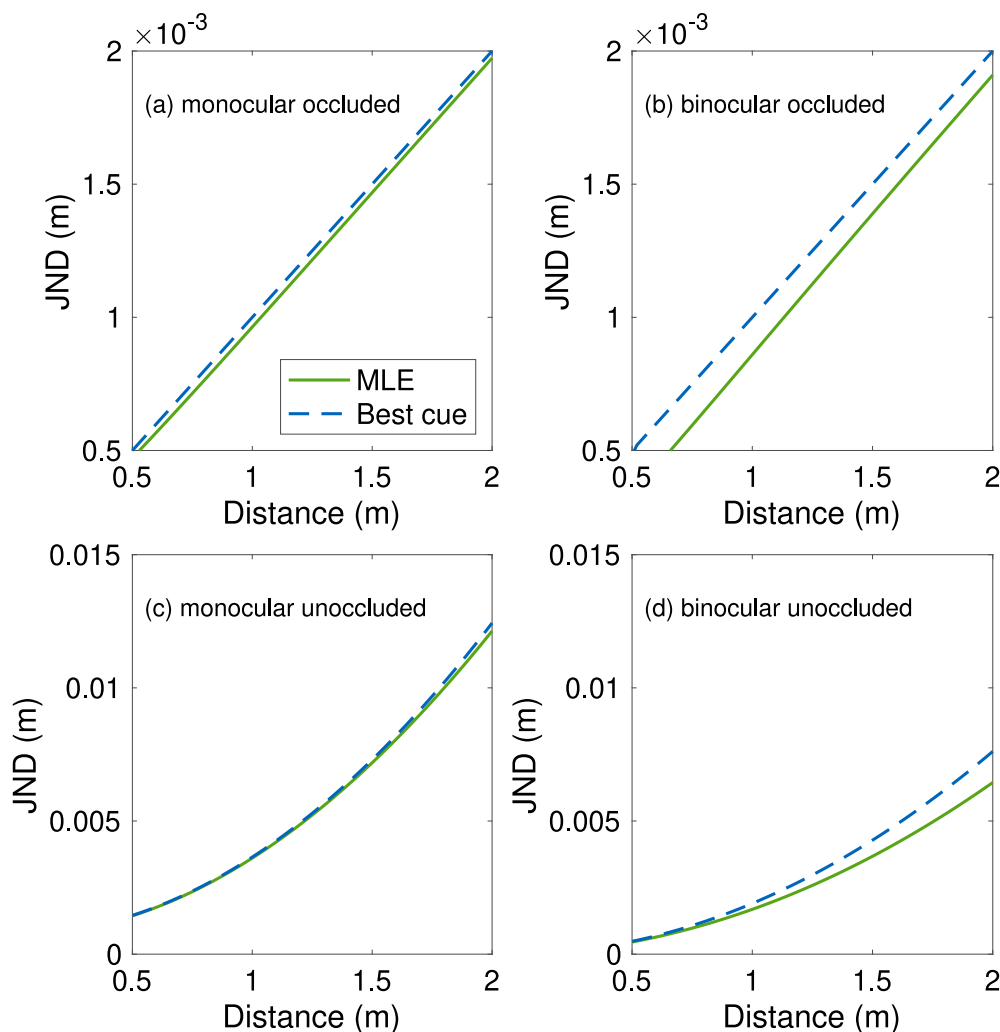 ×10⁻³
2
1.5
1
0.5
JND (m)
(a) monocular occluded
MLE
Best cue
0.5 1 1.5 2
Distance (m)
×10⁻³
2
1.5
1
0.5
JND (m)
(b) binocular occluded
0.5 1 1.5 2
Distance (m)
0.015
0.01
0.005
0
JND (m)
(c) monocular unoccluded
0.5 1 1.5 2
Distance (m)
0.015
0.01
0.005
0
JND (m)
(d) binocular unoccluded
0.5 1 1.5 2
Distance (m)